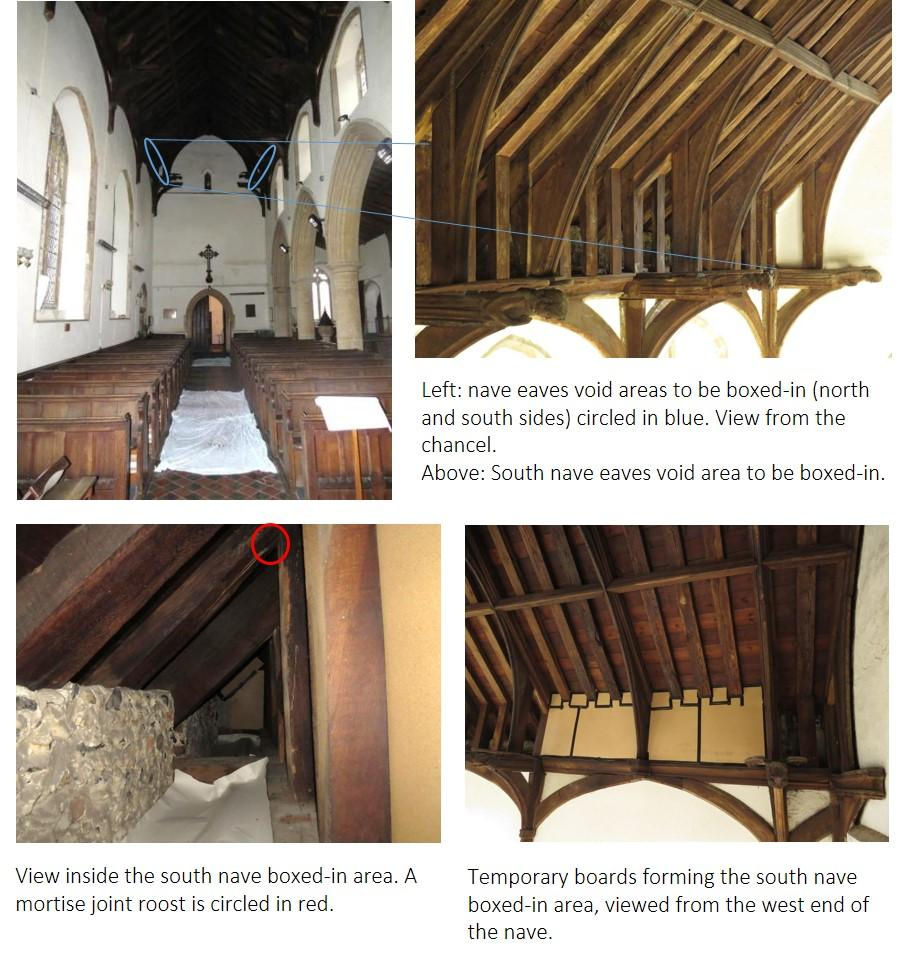 Left: nave eaves void areas to be boxed-in (north
and south sides) circled in blue. View from the
chancel.
Above: South nave eaves void area to be boxed-in.
View inside the south nave boxed-in area. A
mortise joint roost is circled in red.
Temporary boards forming the south nave
boxed-in area, viewed from the west end of
the nave.